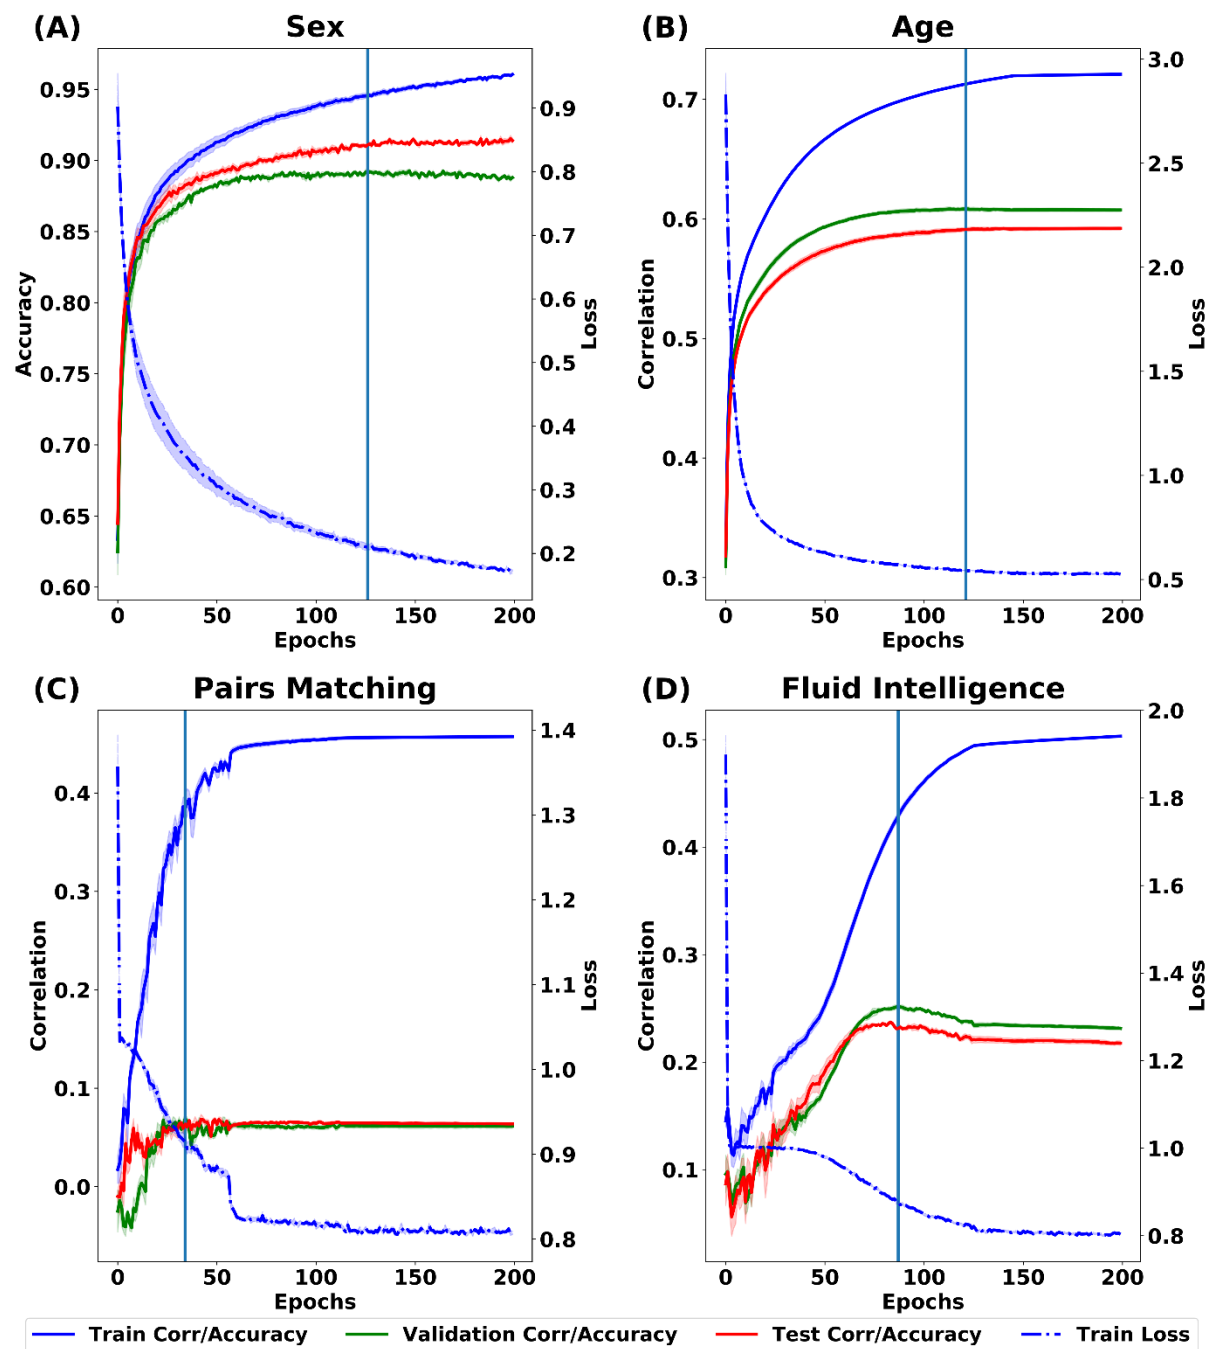 (A) Sex
0.95
0.90
0.85
0.80
0.75
0.70
0.65
0.60
Accuracy
0.9
0.8
0.7
0.6
0.5
0.4
0.3
0.2
Loss
0 50 100 150 200
Epochs
(B) Age
0.7
0.6
0.5
0.4
0.3
Correlation
3.0
2.5
2.0
1.5
1.0
0.5
Loss
0 50 100 150 200
Epochs
(C) Pairs Matching
0.4
0.3
0.2
0.1
0.0
Correlation
1.4
1.3
1.2
1.1
1.0
0.9
0.8
Loss
0 50 100 150 200
Epochs
(D) Fluid Intelligence
0.5
0.4
0.3
0.2
0.1
Correlation
2.0
1.8
1.6
1.4
1.2
1.0
0.8
Loss
0 50 100 150 200
Epochs
Train Corr/Accuracy Validation Corr/Accuracy Test Corr/Accuracy Train Loss